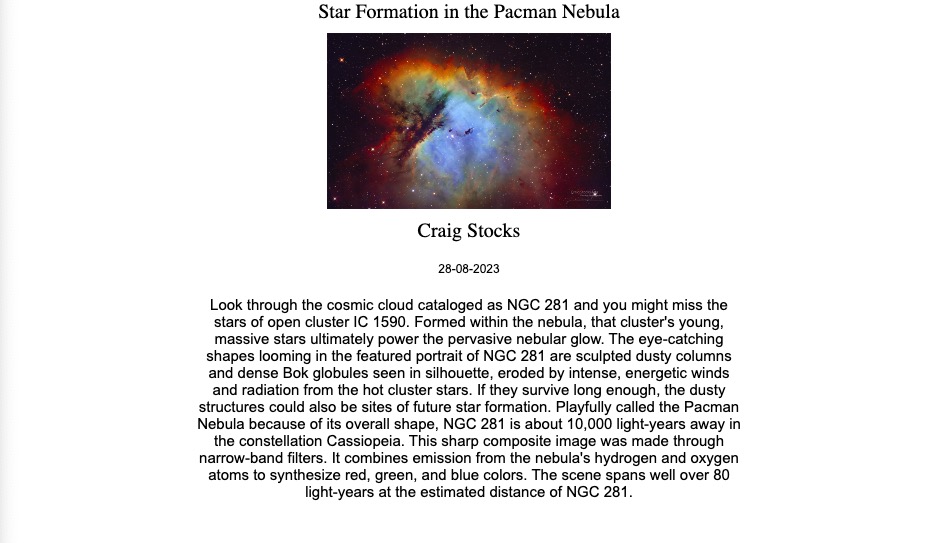 Star Formation in the Pacman Nebula
Craig Stocks
28-08-2023
Look through the cosmic cloud cataloged as NGC 281 and you might miss the
stars of open cluster IC 1590. Formed within the nebula, that cluster's young,
massive stars ultimately power the pervasive nebular glow. The eye-catching
shapes looming in the featured portrait of NGC 281 are sculpted dusty columns
and dense Bok globules seen in silhouette, eroded by intense, energetic winds
and radiation from the hot cluster stars. If they survive long enough, the dusty
structures could also be sites of future star formation. Playfully called the Pacman
Nebula because of its overall shape, NGC 281 is about 10,000 light-years away in
the constellation Cassiopeia. This sharp composite image was made through
narrow-band filters. It combines emission from the nebula's hydrogen and oxygen
atoms to synthesize red, green, and blue colors. The scene spans well over 80
light-years at the estimated distance of NGC 281.